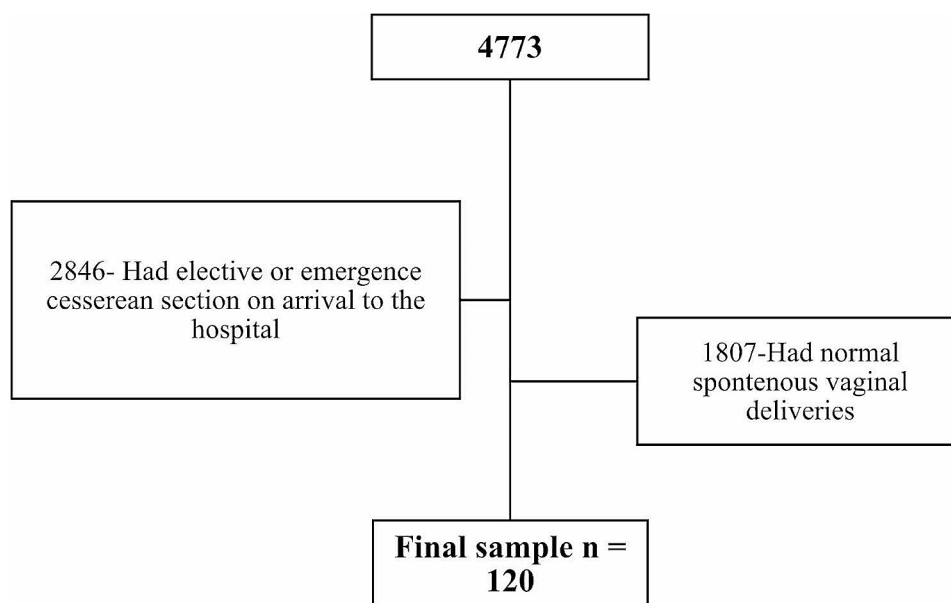 4773
2846- Had elective or emergence
cesserean section on arrival to the
hospital
1807-Had normal
spontenous vaginal
deliveries
Final sample n =
120